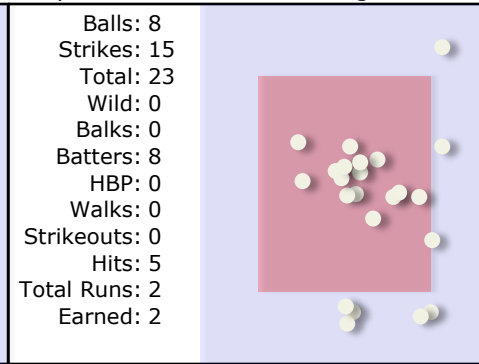 Balls: 8
Strikes: 15
Total: 23
Wild: 0
Balks: 0
Batters: 8
HBP: 0
Walks: 0
Strikeouts: 0
Hits: 5
Total Runs: 2
Earned: 2